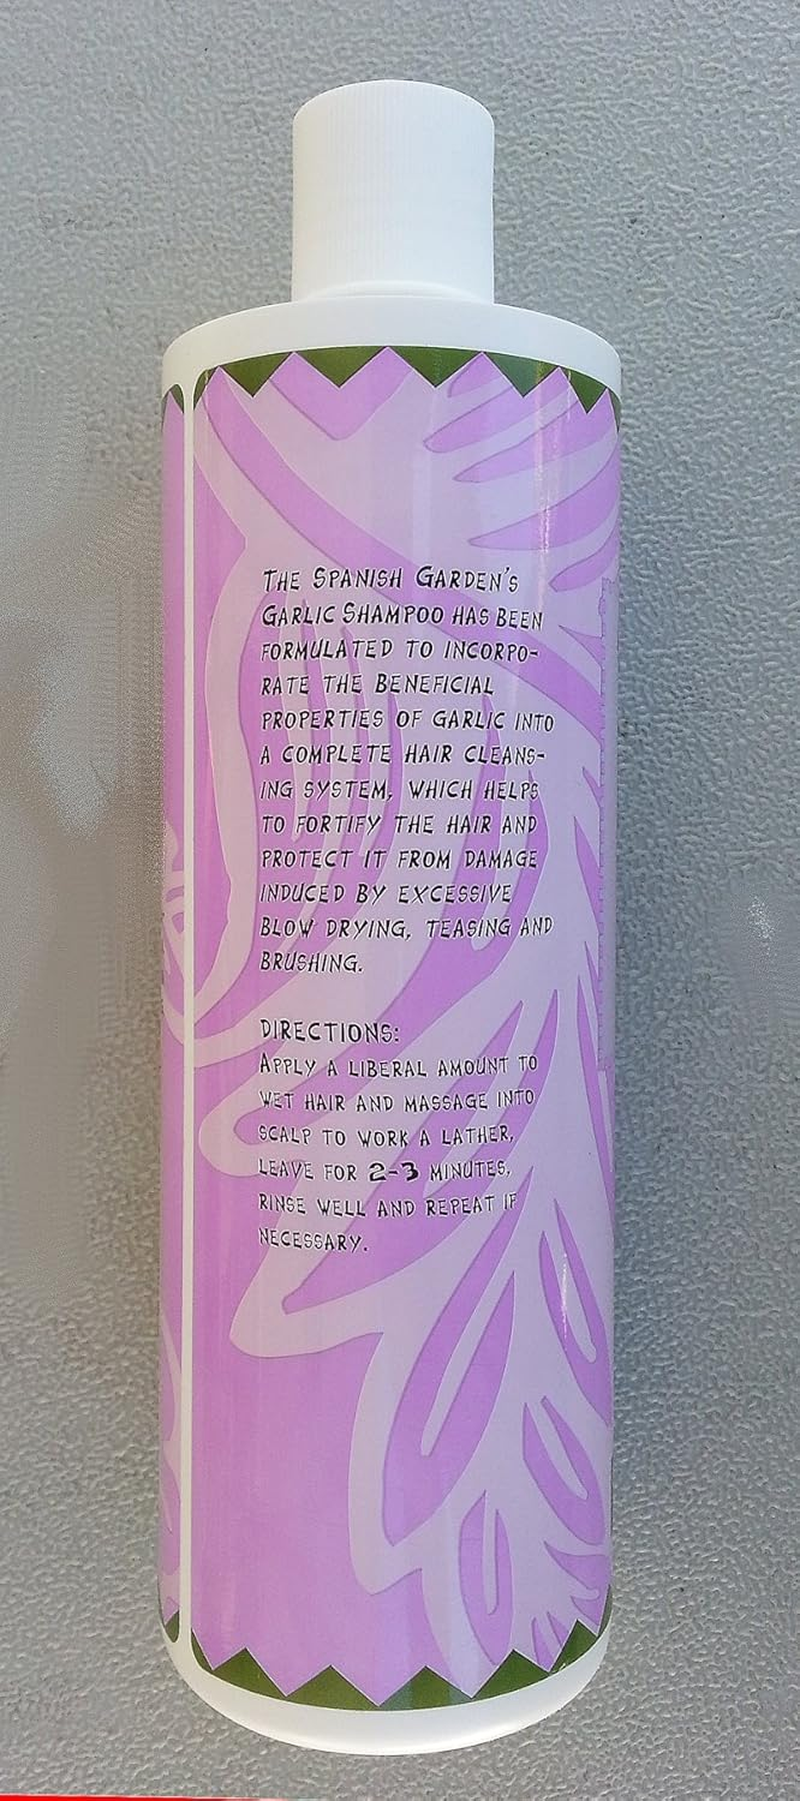 The Spanish Garden's
Garlic Shampoo has been
formulated to incorpo-
rate the Beneficial
properties of garlic into
a complete hair cleans-
ing system, which helps
to fortify the hair and
protect it from damage
induced by excessive
blow drying, teasing and
brushing.
DIRECTIONS:
Apply a liberal amount to
wet hair and massage into
scalp to work a lather,
leave for 2-3 minutes,
rinse well and repeat if
necessary.